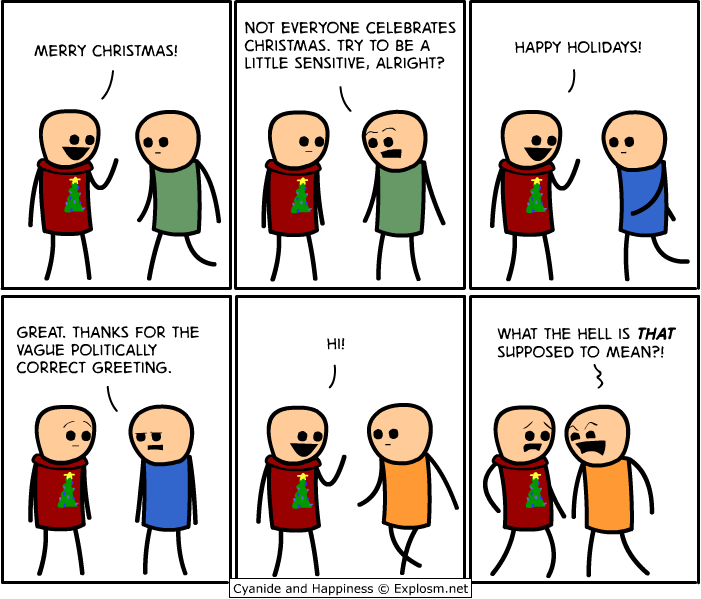 MERRY CHRISTMAS!
NOT EVERYONE CELEBRATES
CHRISTMAS. TRY TO BE A
LITTLE SENSITIVE, ALRIGHT?
HAPPY HOLIDAYS!
GREAT. THANKS FOR THE
VAGUE POLITICALLY
CORRECT GREETING.
HI!
WHAT THE HELL IS THAT
SUPPOSED TO MEAN?!
Cyanide and Happiness © Explosm.net